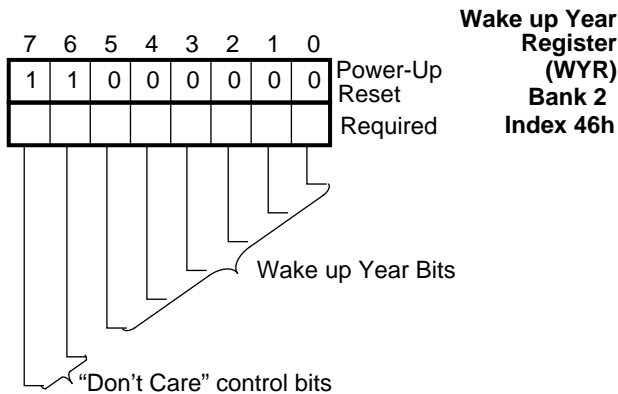 Wake up Year
Register
(WYR)
Bank 2
Index 46h
7 6 5 4 3 2 1 0
1 1 0 0 0 0 0 0
Power-Up
Reset
Required
Wake up Year Bits
“Don’t Care” control bits